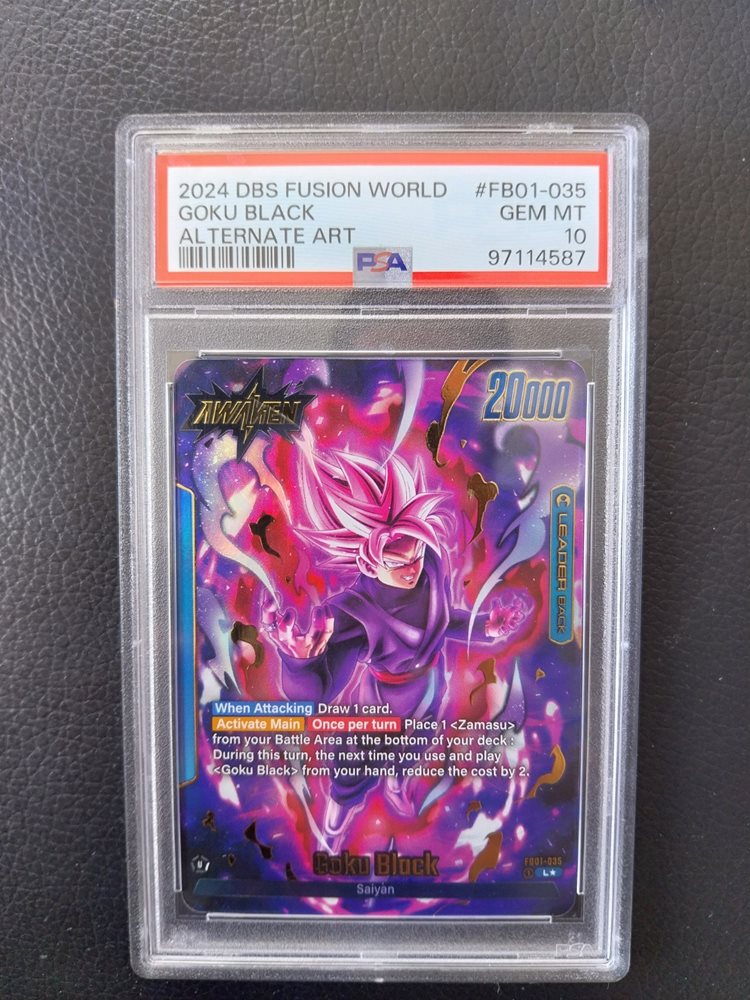 2024 DBS FUSION WORLD #FB01-035
GOKU BLACK GEM MT
ALTERNATE ART 10
PSA 97114587
AWAKEN
20000
LEADER BACK
When Attacking Draw 1 card.
Activate Main Once per turn Place 1 <Zamasu>
from your Battle Area at the bottom of your deck :
During this turn, the next time you use and play
<Goku Black> from your hand, reduce the cost by 2.
Goku Black
FB01-035
L★
Saiyan
PSA